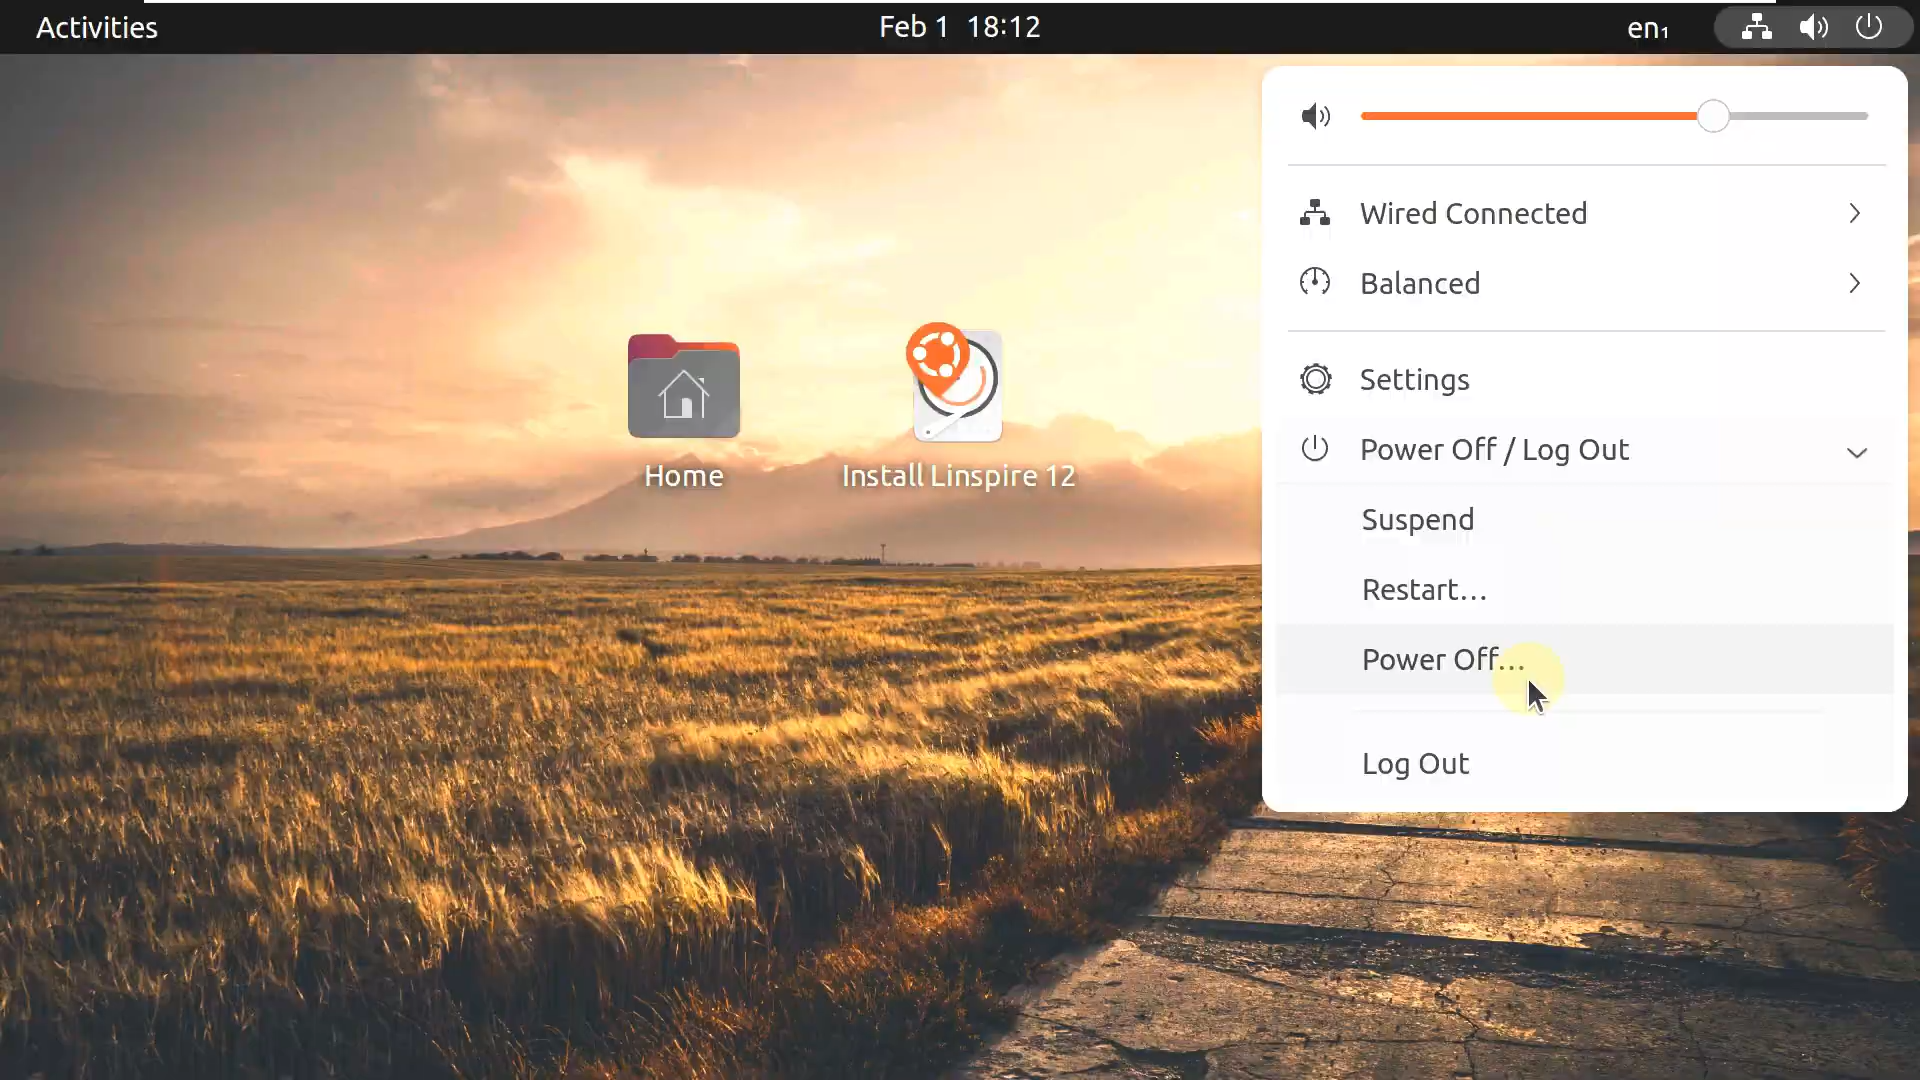 Activities
Feb 1 18:12
en₁
Wired Connected
Balanced
Settings
Power Off / Log Out
Suspend
Restart…
Power Off…
Log Out
Home
Install Linspire 12